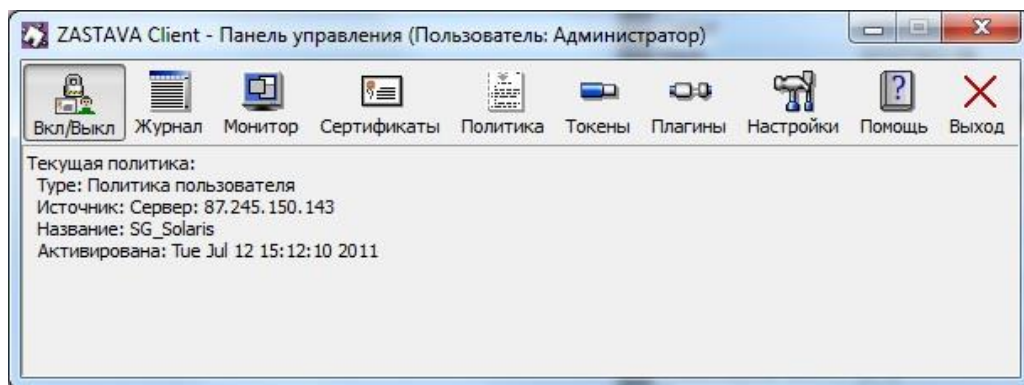 ZASTAVA Client - Панель управления (Пользователь: Администратор)
Вкл/Выкл Журнал Монитор Сертификаты Политика Токены Плагины Настройки Помощь Выход
Текущая политика:
Type: Политика пользователя
Источник: Сервер: 87.245.150.143
Название: SG_Solaris
Активирована: Tue Jul 12 15:12:10 2011